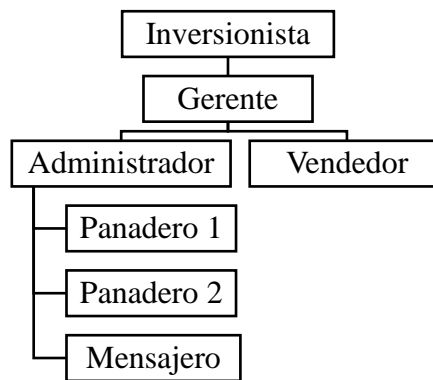 Inversionista
Gerente
Administrador
Vendedor
Panadero 1
Panadero 2
Mensajero